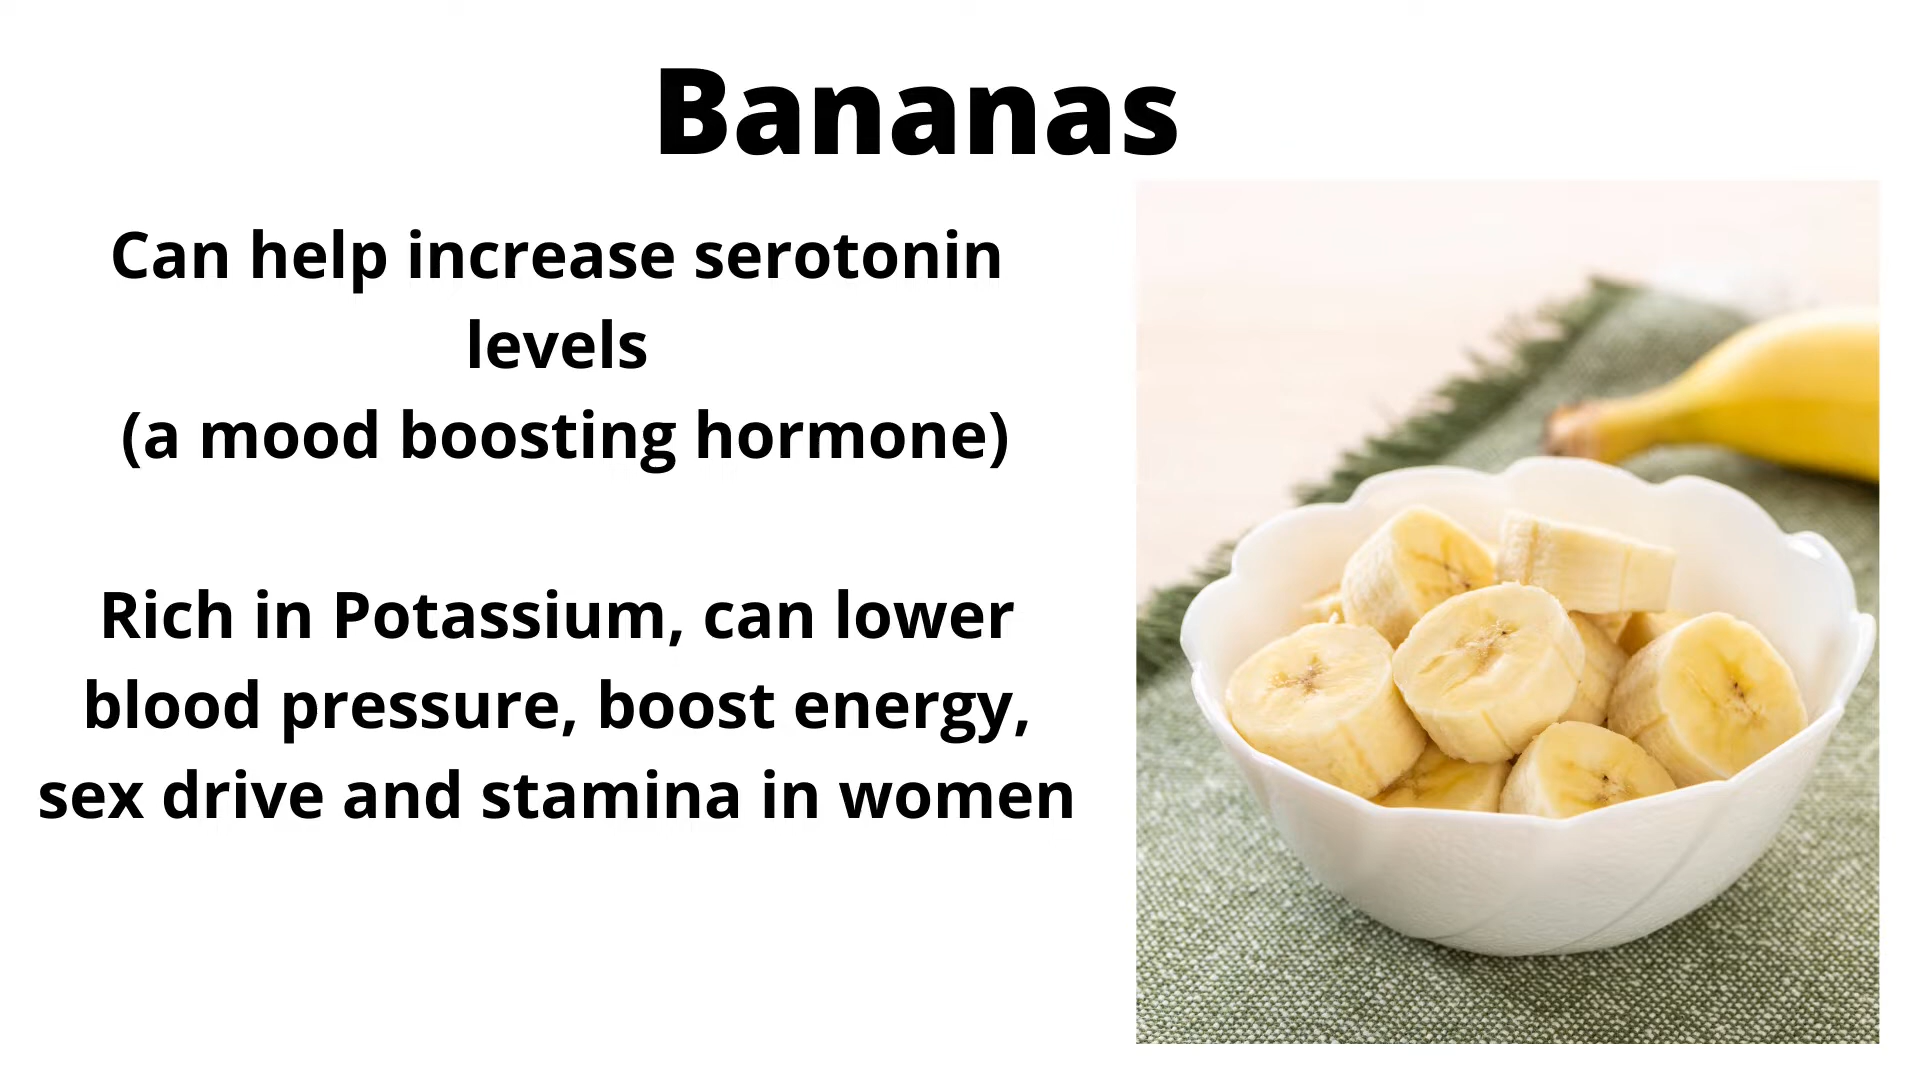 Bananas
Can help increase serotonin
levels
(a mood boosting hormone)
Rich in Potassium, can lower
blood pressure, boost energy,
sex drive and stamina in women